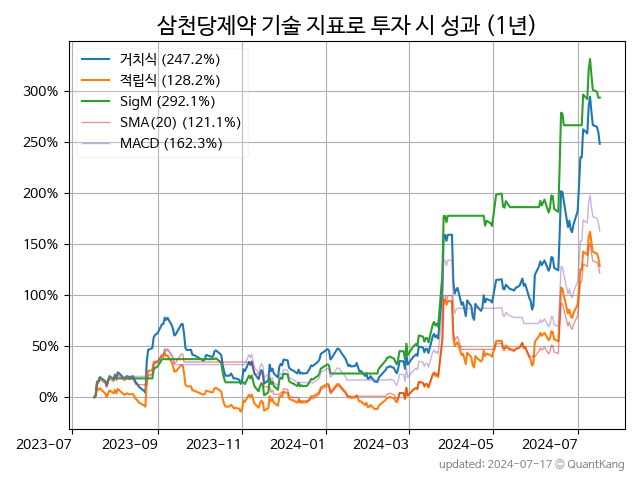 삼천당제약 기술 지표로 투자 시 성과 (1년)
거치식 (247.2%)
적립식 (128.2%)
SigM (292.1%)
SMA(20) (121.1%)
MACD (162.3%)
300%
250%
200%
150%
100%
50%
0%
2023-07 2023-09 2023-11 2024-01 2024-03 2024-05 2024-07
updated: 2024-07-17 © QuantKang